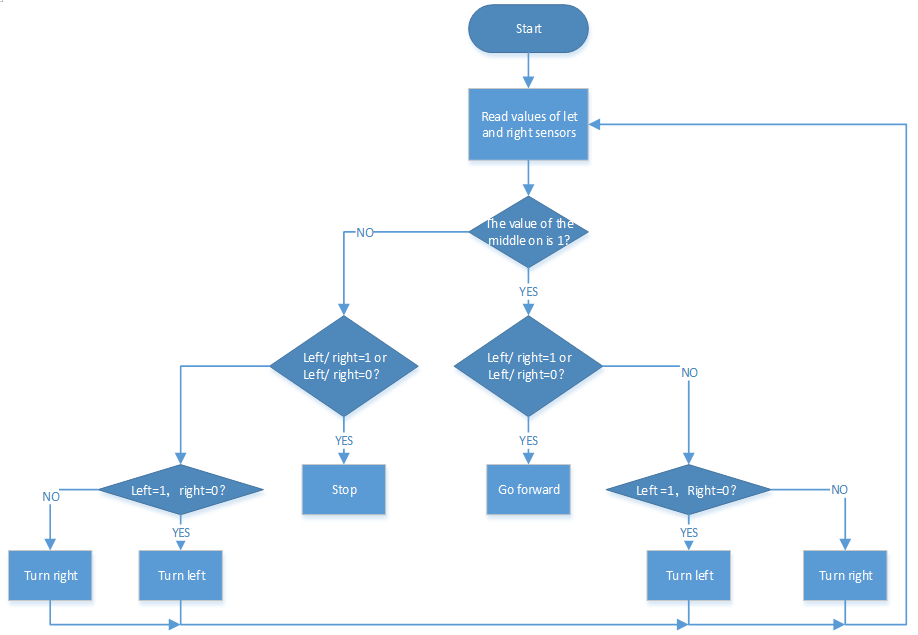 Start
Read values of let
and right sensors
The value of the
middle on is 1?
NO
YES
Left/ right=1 or
Left/ right=0?
Left/ right=1 or
Left/ right=0?
NO
YES
YES
Left=1, right=0?
Stop
Go forward
Left =1, Right=0?
NO
NO
YES
YES
Turn right
Turn left
Turn left
Turn right